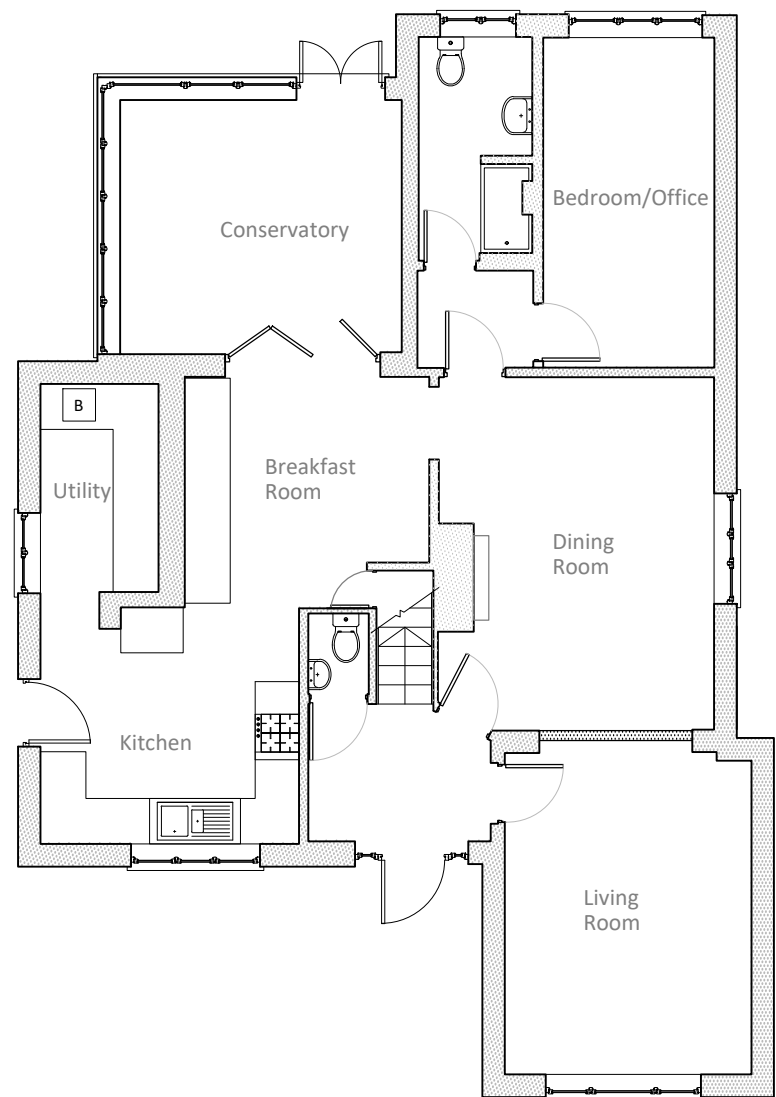 Conservatory
Bedroom/Office
B
Utility
Breakfast
Room
Dining
Room
Kitchen
Living
Room